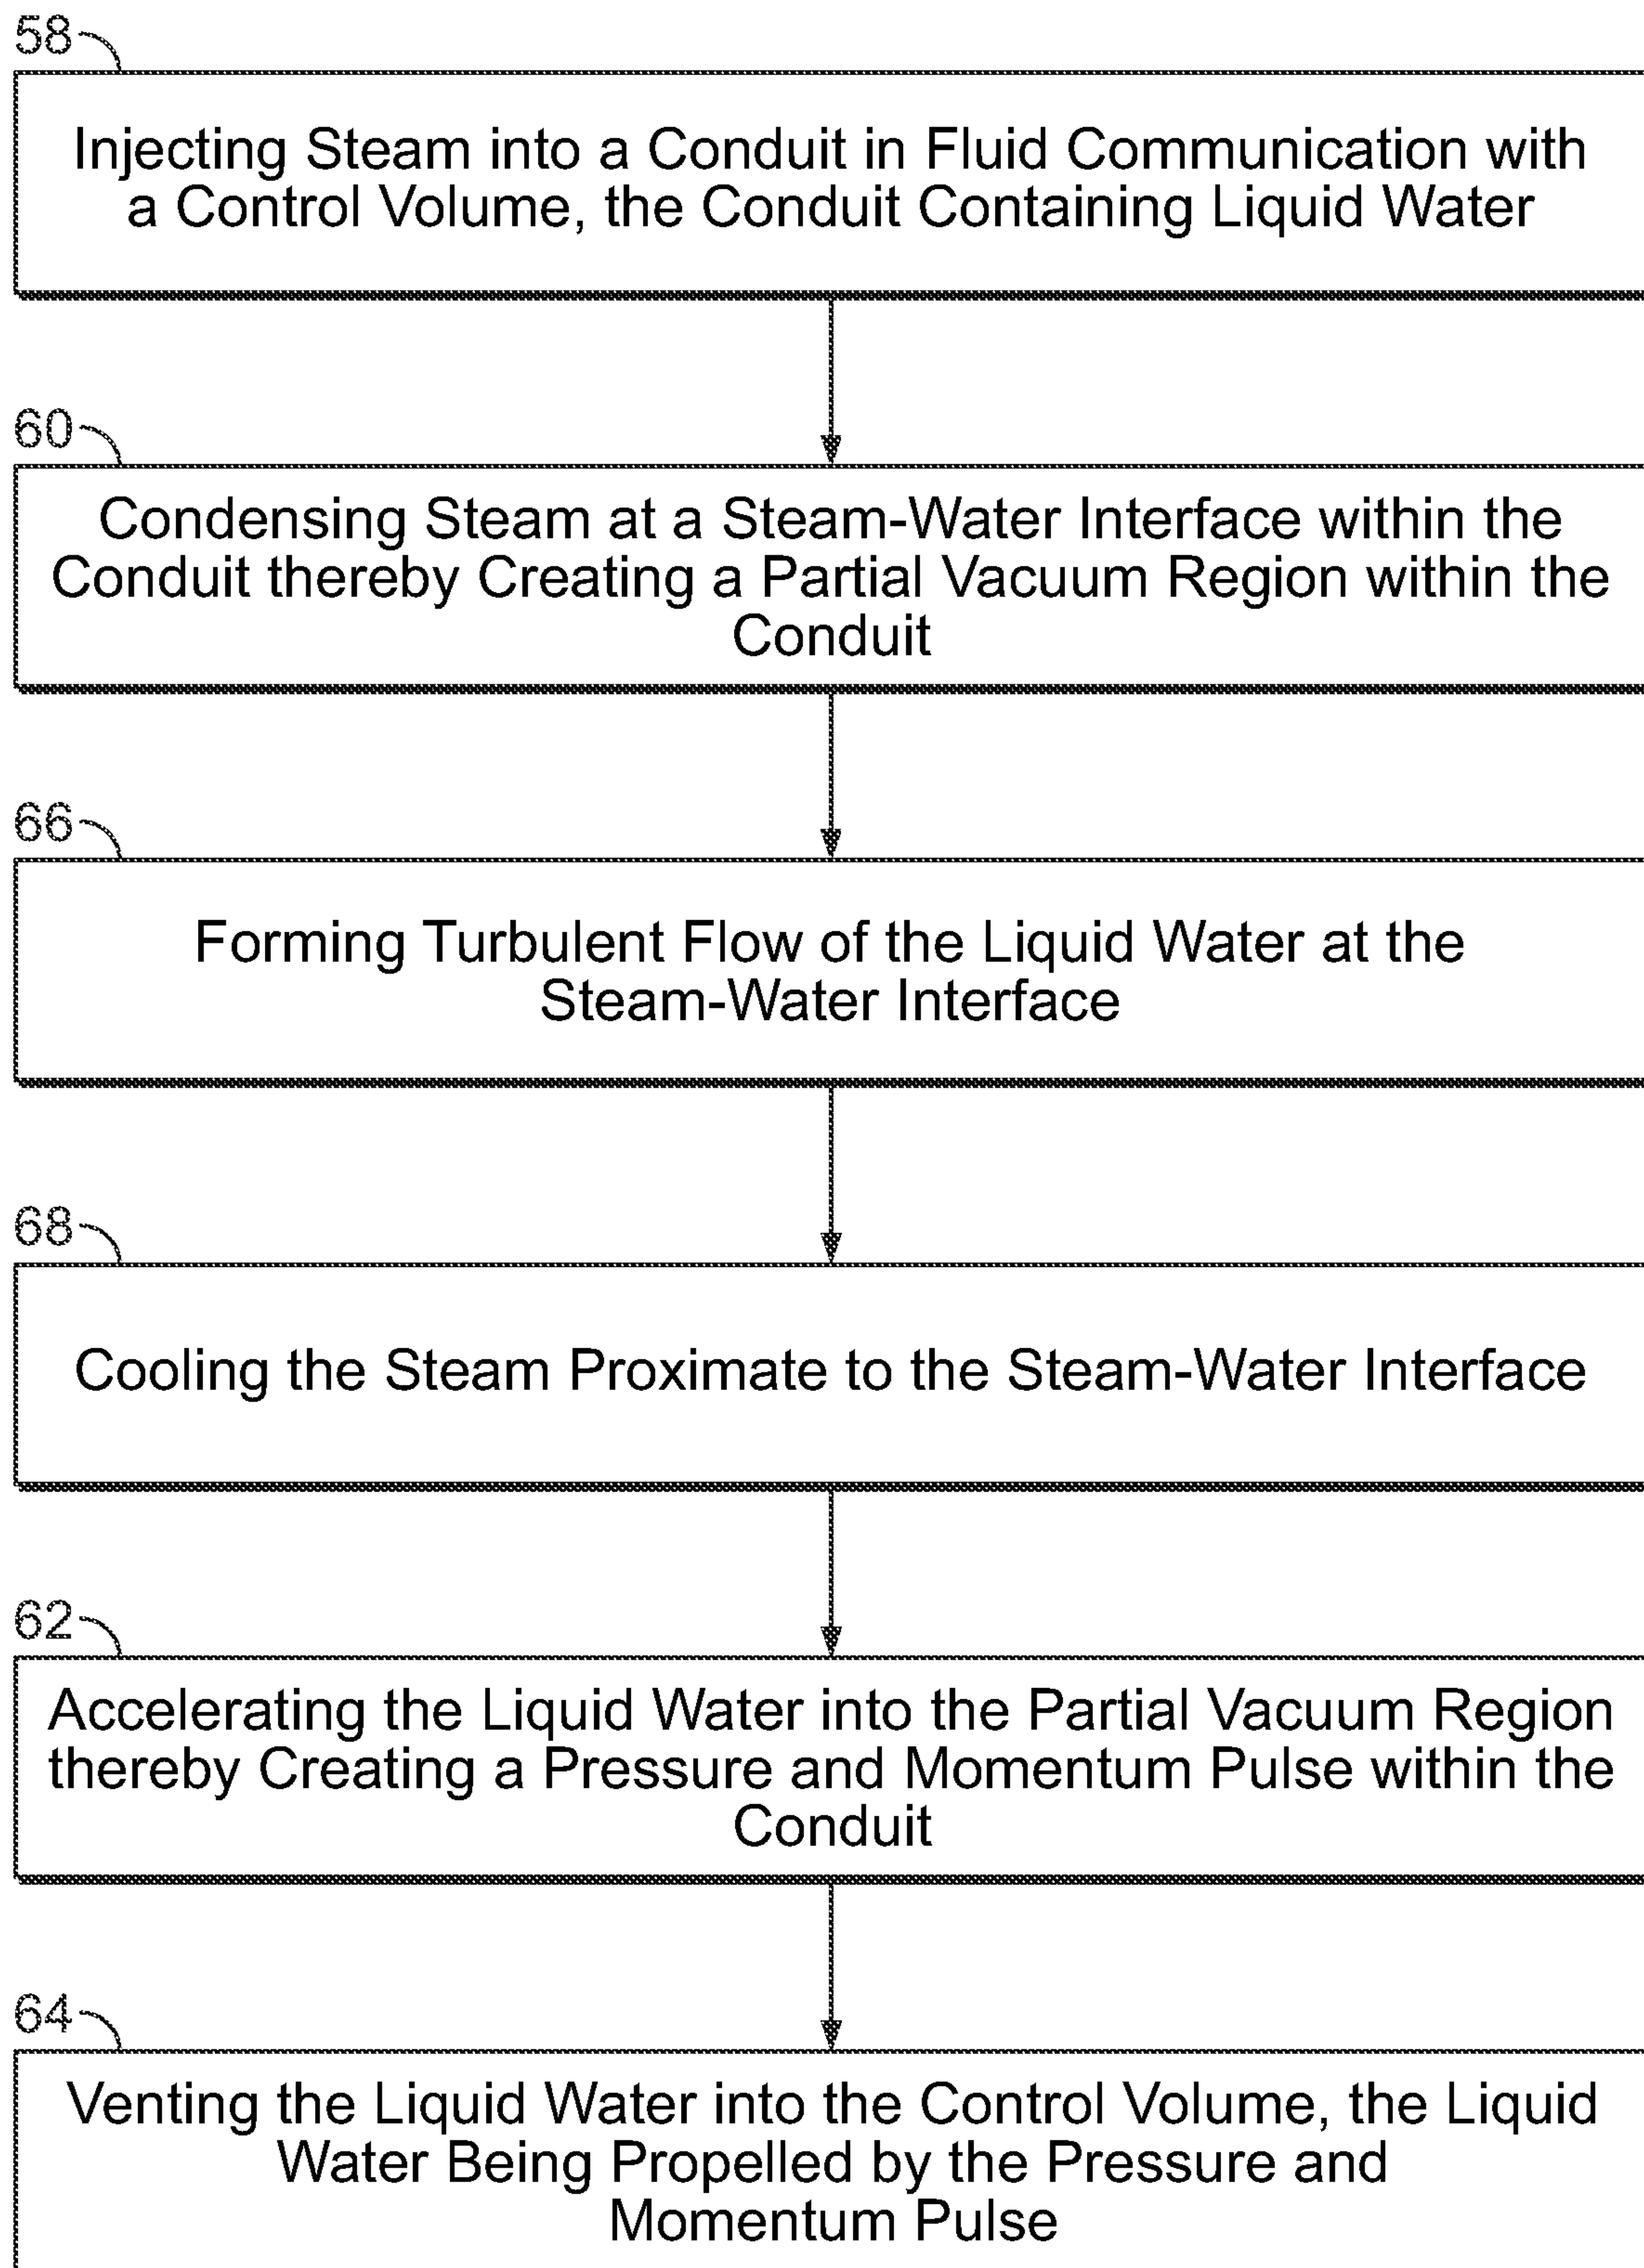 58
Injecting Steam into a Conduit in Fluid Communication with
a Control Volume, the Conduit Containing Liquid Water
60
Condensing Steam at a Steam-Water Interface within the
Conduit thereby Creating a Partial Vacuum Region within the
Conduit
66
Forming Turbulent Flow of the Liquid Water at the
Steam-Water Interface
68
Cooling the Steam Proximate to the Steam-Water Interface
62
Accelerating the Liquid Water into the Partial Vacuum Region
thereby Creating a Pressure and Momentum Pulse within the
Conduit
64
Venting the Liquid Water into the Control Volume, the Liquid
Water Being Propelled by the Pressure and
Momentum Pulse